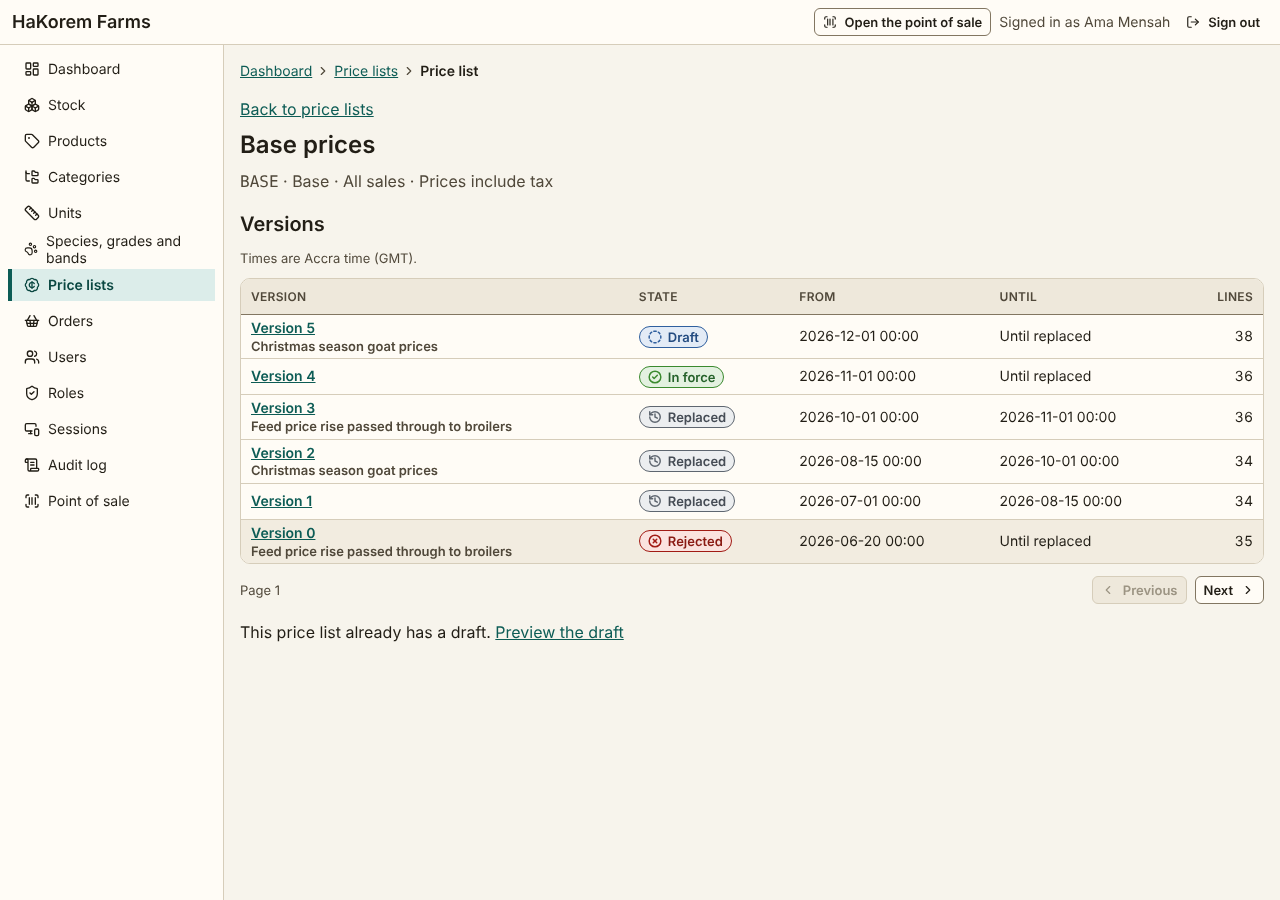 HaKorem Farms
Open the point of sale
Signed in as Ama Mensah
Sign out
Dashboard
Stock
Products
Categories
Units
Species, grades and
bands
Price lists
Orders
Users
Roles
Sessions
Audit log
Point of sale
Dashboard > Price lists > Price list
Back to price lists
Base prices
BASE · Base · All sales · Prices include tax
Versions
Times are Accra time (GMT).
VERSION STATE FROM UNTIL LINES
Version 5 Draft 2026-12-01 00:00 Until replaced 38
Christmas season goat prices
Version 4 In force 2026-11-01 00:00 Until replaced 36
Version 3 Replaced 2026-10-01 00:00 2026-11-01 00:00 36
Feed price rise passed through to broilers
Version 2 Replaced 2026-08-15 00:00 2026-10-01 00:00 34
Christmas season goat prices
Version 1 Replaced 2026-07-01 00:00 2026-08-15 00:00 34
Version 0 Rejected 2026-06-20 00:00 Until replaced 35
Feed price rise passed through to broilers
Page 1
Previous
Next
This price list already has a draft. Preview the draft